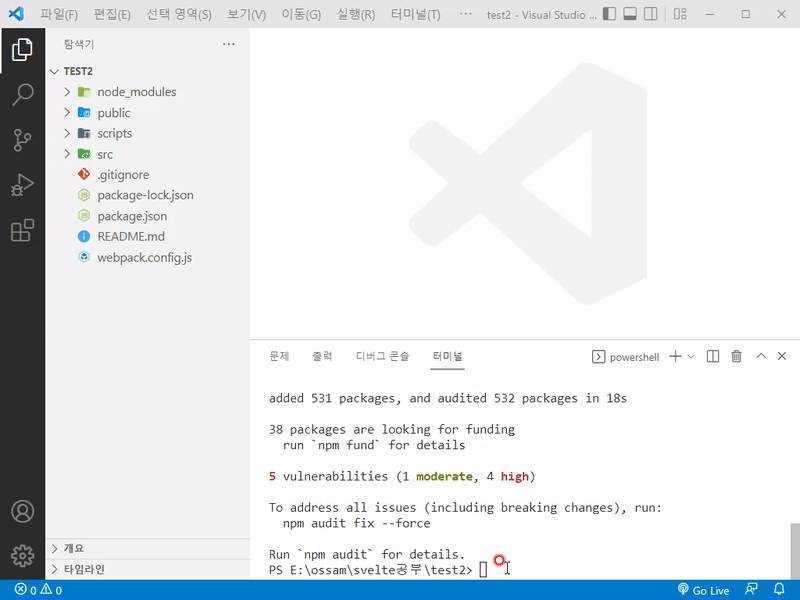 파일(F) 편집(E) 선택 영역(S) 보기(V) 이동(G) 실행(R) 터미널(T) ··· test2 - Visual Studio ...
탐색기 ···
TEST2
node_modules
public
scripts
src
.gitignore
package-lock.json
package.json
README.md
webpack.config.js
개요
타임라인
문제 출력 디버그 콘솔 터미널 powershell
added 531 packages, and audited 532 packages in 18s
38 packages are looking for funding
run `npm fund` for details
5 vulnerabilities (1 moderate, 4 high)
To address all issues (including breaking changes), run:
npm audit fix --force
Run `npm audit` for details.
PS E:\ossam\svelte공부\test2>
0 0 Go Live